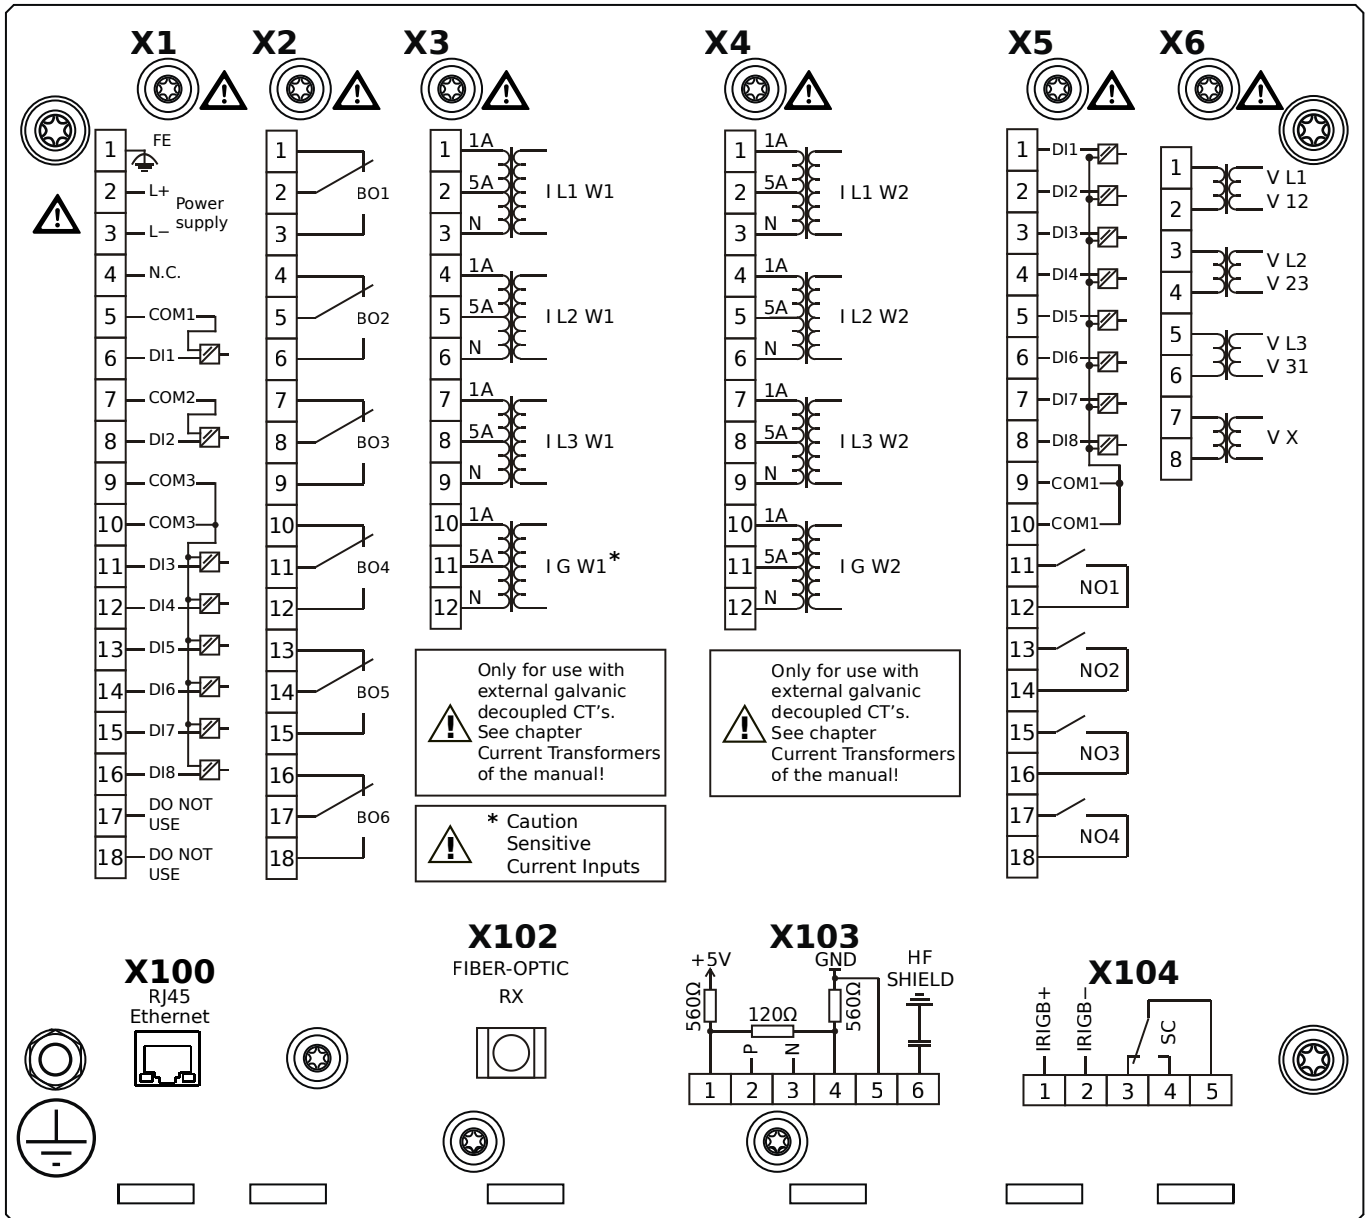 X1
X2
X3
X4
X5
X6
1
FE
2
L+
Power
supply
3
L−
4
N.C.
5
COM1
6
DI1
7
COM2
8
DI2
9
COM3
10
COM3
11
DI3
12
DI4
13
DI5
14
DI6
15
DI7
16
DI8
17
DO NOT
USE
18
DO NOT
USE
1
2
BO1
3
4
5
BO2
6
7
8
BO3
9
10
11
BO4
12
13
14
BO5
15
16
17
BO6
18
1
1A
2
5A
I L1 W1
3
N
4
1A
5
5A
I L2 W1
6
N
7
1A
8
5A
I L3 W1
9
N
10
1A
11
5A
I G W1*
12
N
Only for use with
external galvanic
decoupled CT's.
See chapter
Current Transformers
of the manual!
* Caution
Sensitive
Current Inputs
1
1A
2
5A
I L1 W2
3
N
4
1A
5
5A
I L2 W2
6
N
7
1A
8
5A
I L3 W2
9
N
10
1A
11
5A
I G W2
12
N
Only for use with
external galvanic
decoupled CT's.
See chapter
Current Transformers
of the manual!
1
DI1
2
DI2
3
DI3
4
DI4
5
DI5
6
DI6
7
DI7
8
DI8
9
COM1
10
COM1
11
NO1
12
13
NO2
14
15
NO3
16
17
NO4
18
1
V L1
2
V 12
3
V L2
4
V 23
5
V L3
6
V 31
7
V X
8
X100
RJ45
Ethernet
X102
FIBER-OPTIC
RX
X103
+5V
GND
HF
SHIELD
560Ω
120Ω
560Ω
P
N
1 2 3 4 5 6
X104
IRIGB+
IRIGB−
SC
1 2 3 4 5